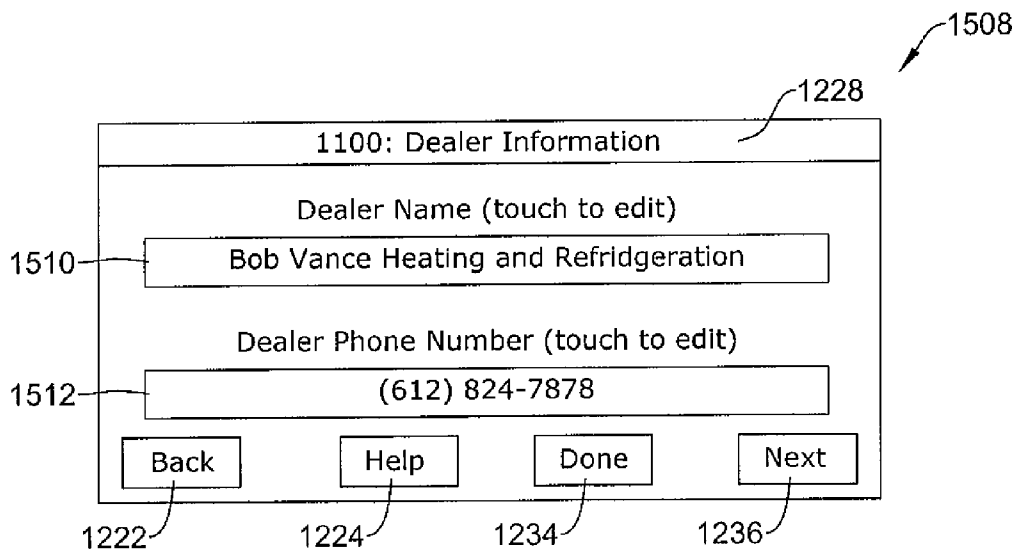 1508
1228
1100: Dealer Information
Dealer Name (touch to edit)
1510
Bob Vance Heating and Refridgeration
Dealer Phone Number (touch to edit)
1512
(612) 824-7878
Back Help Done Next
1222 1224 1234 1236